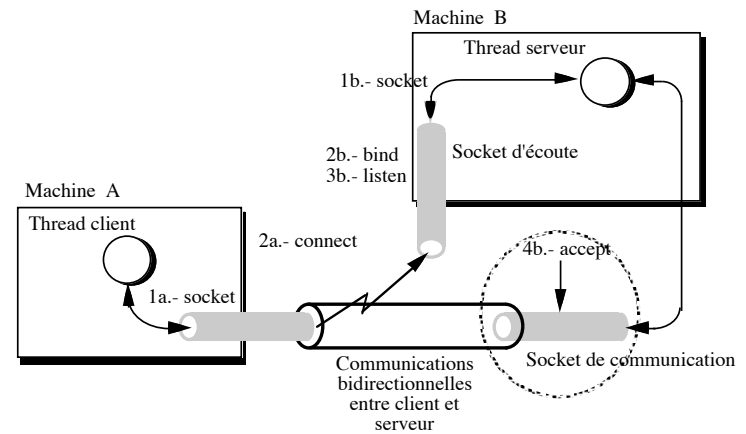 Machine B
Thread serveur
1b.- socket
2b.- bind
3b.- listen
Socket d'écoute
Machine A
Thread client
1a.- socket
2a.- connect
4b.- accept
Communications
bidirectionnelles
entre client et
serveur
Socket de communication